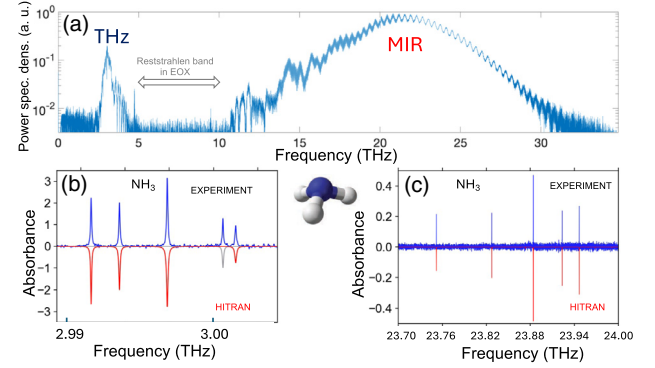 (a)
THz
MIR
Reststrahlen band
in EOX
Power spec. dens. (a. u.)
10⁰
10⁻¹
10⁻²
0 5 10 15 20 25 30
Frequency (THz)
(b) NH₃ EXPERIMENT
Absorbance
3
2
1
0
−1
−2
−3
HITRAN
2.99 3.00
Frequency (THz)
(c) NH₃ EXPERIMENT
Absorbance
0.4
0.2
0.0
−0.2
−0.4
HITRAN
23.70 23.76 23.82 23.88 23.94 24.00
Frequency (THz)